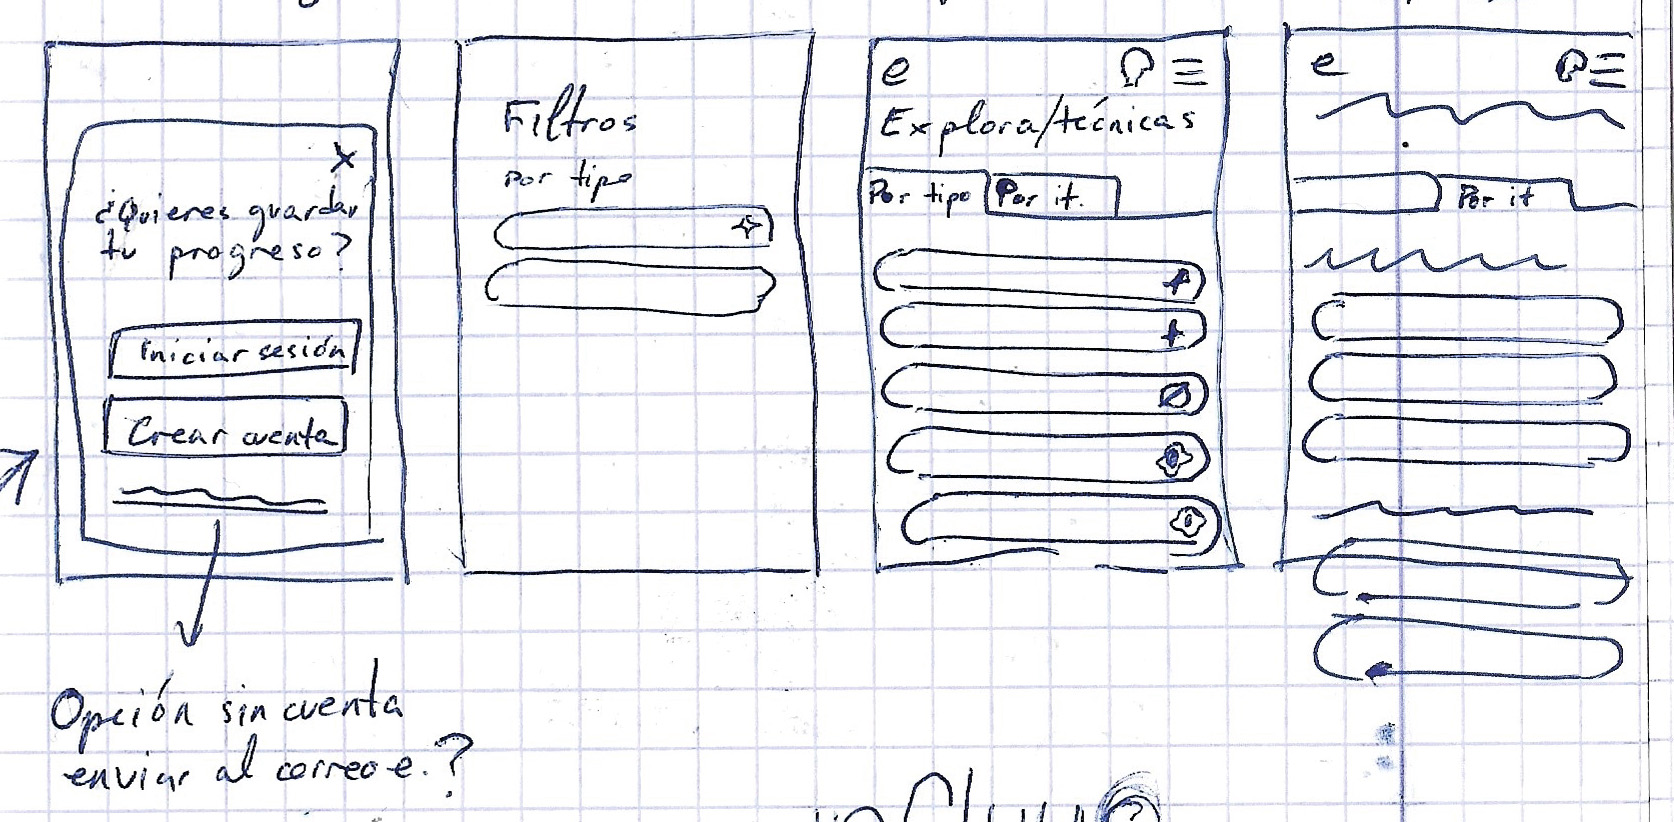 ¿Quieres guardar
tu progreso?
Iniciar sesión
Crear cuenta
Opción sin cuenta
enviar al correo e.?
Filtros
Por tipo
e
Explora/técnicas
Por tipo
Por it.
e
Por it